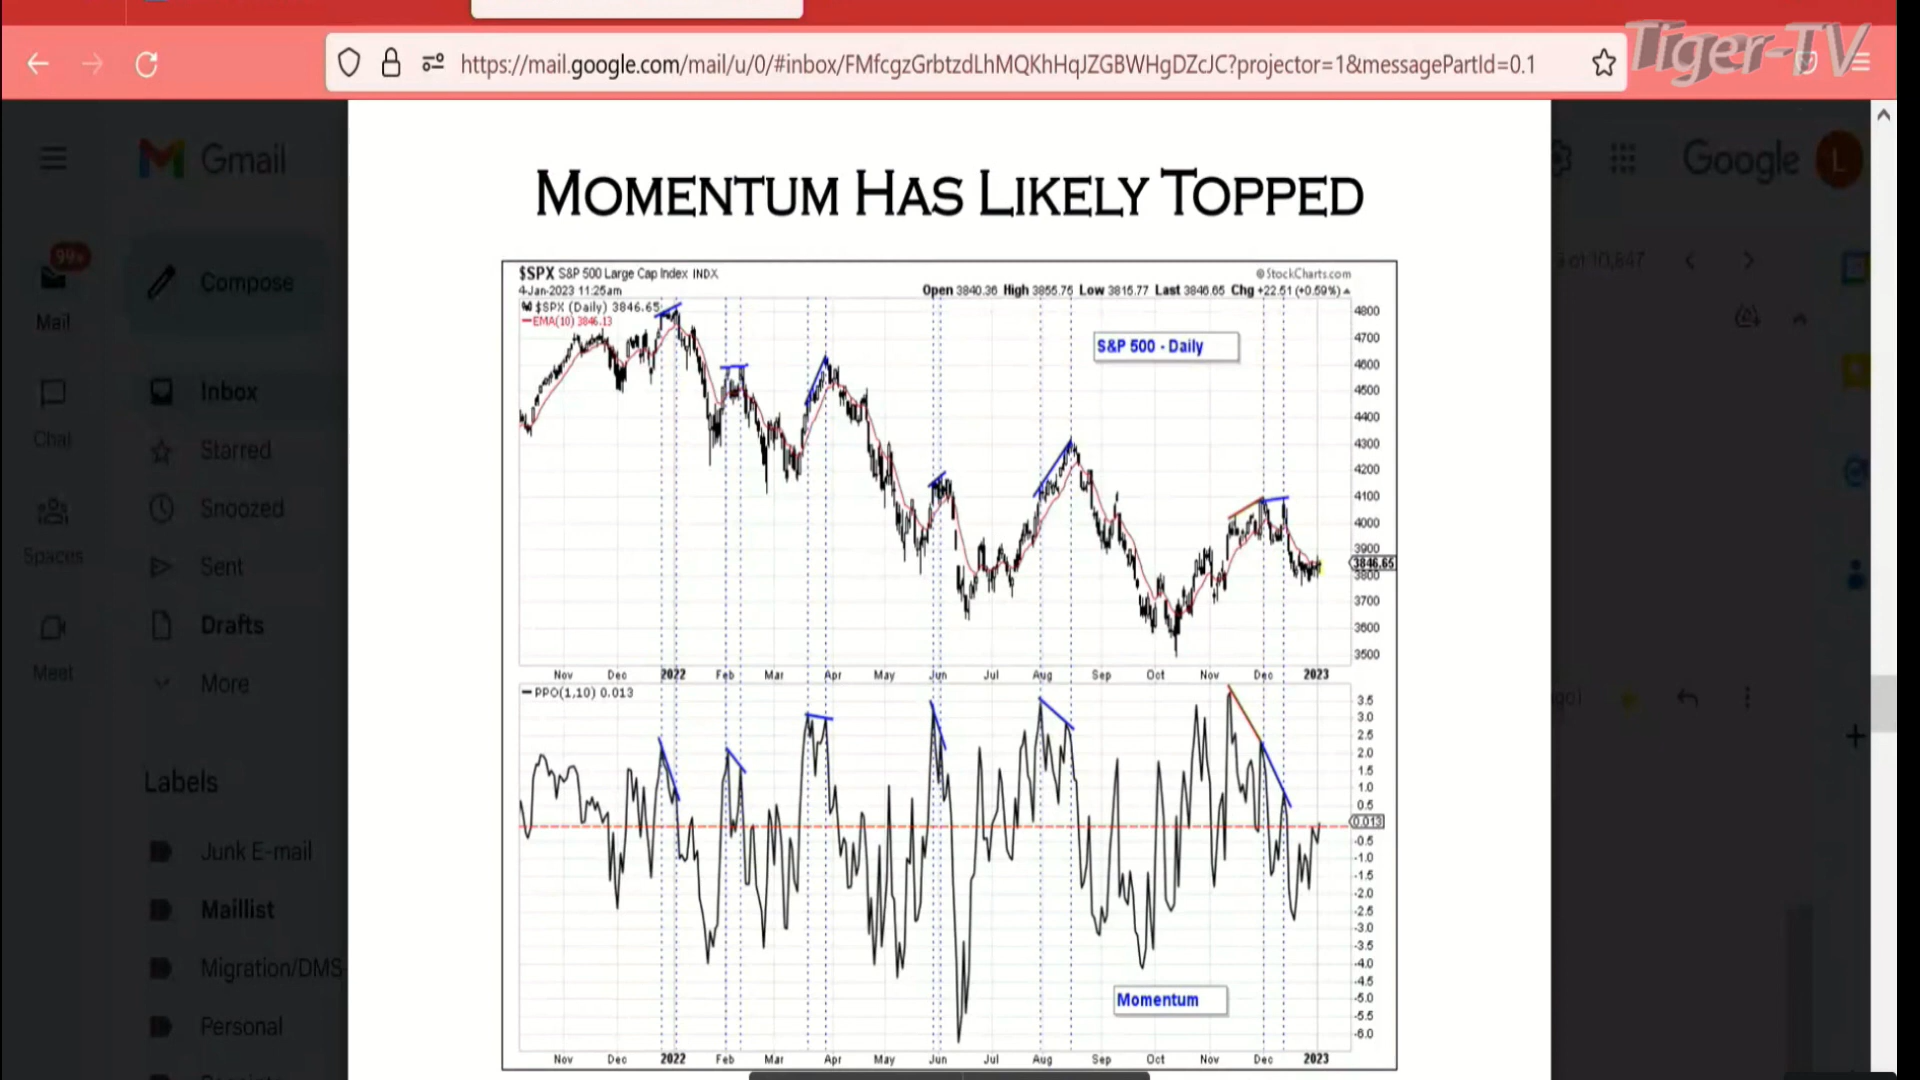 Tiger-TV
https://mail.google.com/mail/u/0/#inbox/FMfcgzGrbtzdLhMQKhHqJZGBWHgDZcJC?projector=1&messagePartId=0.1
Gmail
Google
L
99+
Mail
Compose
Chat
Inbox
Starred
Snoozed
Spaces
Sent
Drafts
Meet
More
Labels
Junk E-mail
Maillist
Migration/DMS
Personal
of 10,847
MOMENTUM HAS LIKELY TOPPED
$SPX S&P 500 Large Cap Index INDX
© StockCharts.com
4-Jan-2023 11:25am
Open 3840.36 High 3855.75 Low 3815.77 Last 3846.65 Chg +22.51 (+0.59%)
$SPX (Daily) 3846.65
EMA(10) 3846.13
S&P 500 - Daily
4800
4700
4600
4500
4400
4300
4200
4100
4000
3900
3846.65
3800
3700
3600
3500
Nov Dec 2022 Feb Mar Apr May Jun Jul Aug Sep Oct Nov Dec 2023
PPO(1,10) 0.013
3.5
3.0
2.5
2.0
1.5
1.0
0.5
0.013
-0.5
-1.0
-1.5
-2.0
-2.5
-3.0
-3.5
-4.0
-4.5
-5.0
-5.5
-6.0
Momentum
Nov Dec 2022 Feb Mar Apr May Jun Jul Aug Sep Oct Nov Dec 2023